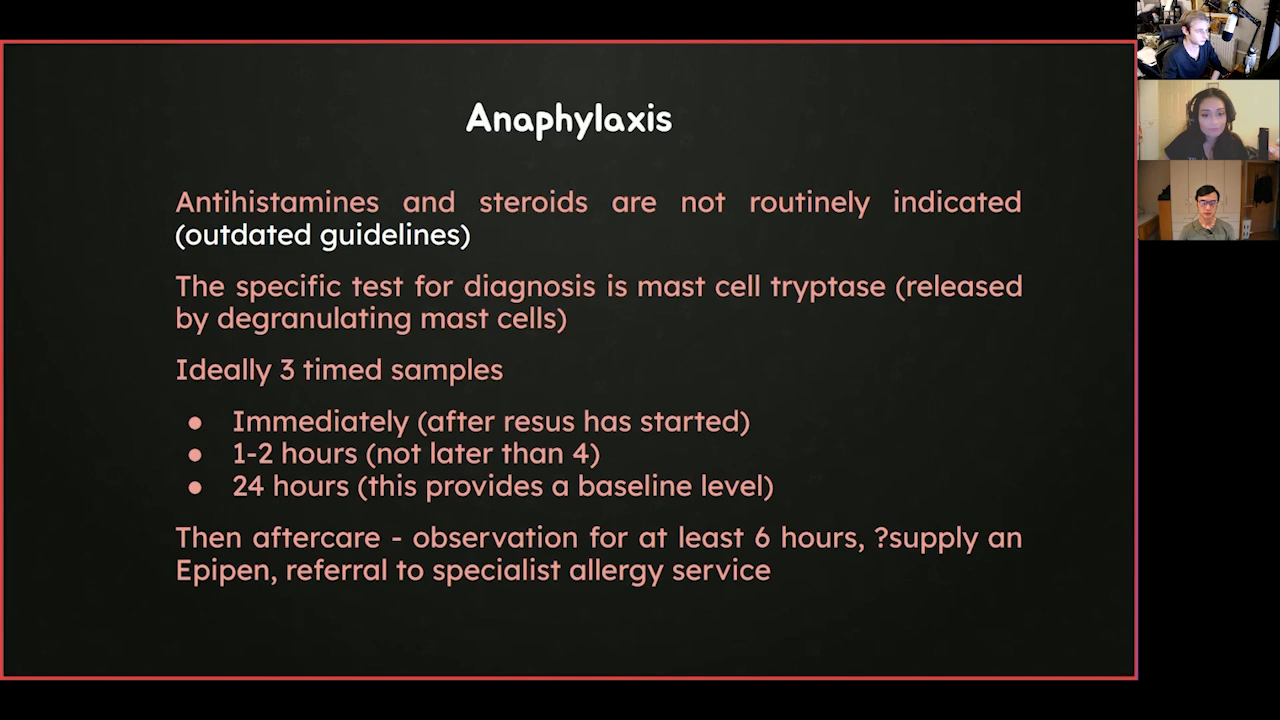 Anaphylaxis
Antihistamines and steroids are not routinely indicated
(outdated guidelines)
The specific test for diagnosis is mast cell tryptase (released
by degranulating mast cells)
Ideally 3 timed samples
● Immediately (after resus has started)
● 1-2 hours (not later than 4)
● 24 hours (this provides a baseline level)
Then aftercare - observation for at least 6 hours, ?supply an
Epipen, referral to specialist allergy service